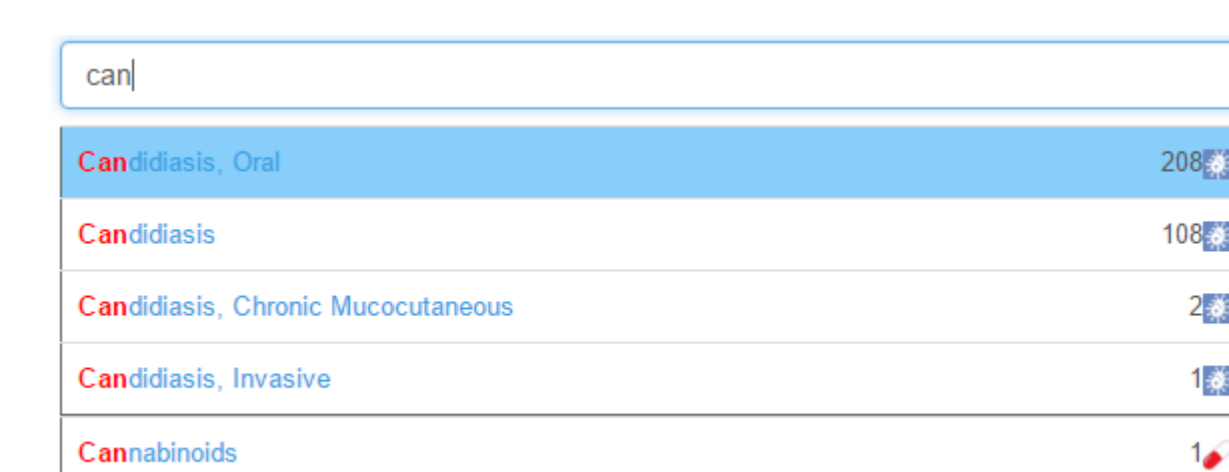 can
Candidiasis, Oral 208
Candidiasis 108
Candidiasis, Chronic Mucocutaneous 2
Candidiasis, Invasive 1
Cannabinoids 1